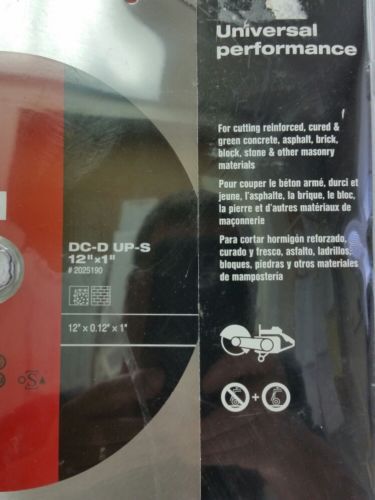 Universal
performance
For cutting reinforced, cured &
green concrete, asphalt, brick,
block, stone & other masonry
materials
Pour couper le béton armé, durci et
jeune, l'asphalte, la brique, le bloc,
la pierre et d'autres matériaux de
maçonnerie
Para cortar hormigón reforzado,
curado y fresco, asfalto, ladrillos,
bloques, piedras y otros materiales
de mampostería
DC-D UP-S
12"x1"
# 2025190
12" x 0.12" x 1"
+